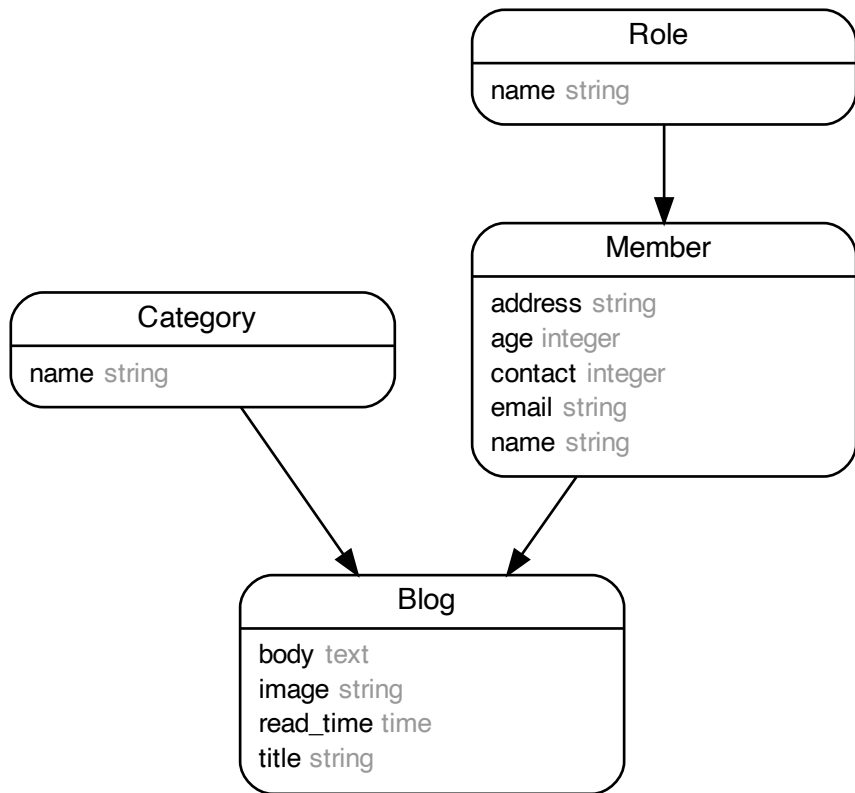 Role
name string
Member
address string
age integer
contact integer
email string
name string
Category
name string
Blog
body text
image string
read_time time
title string